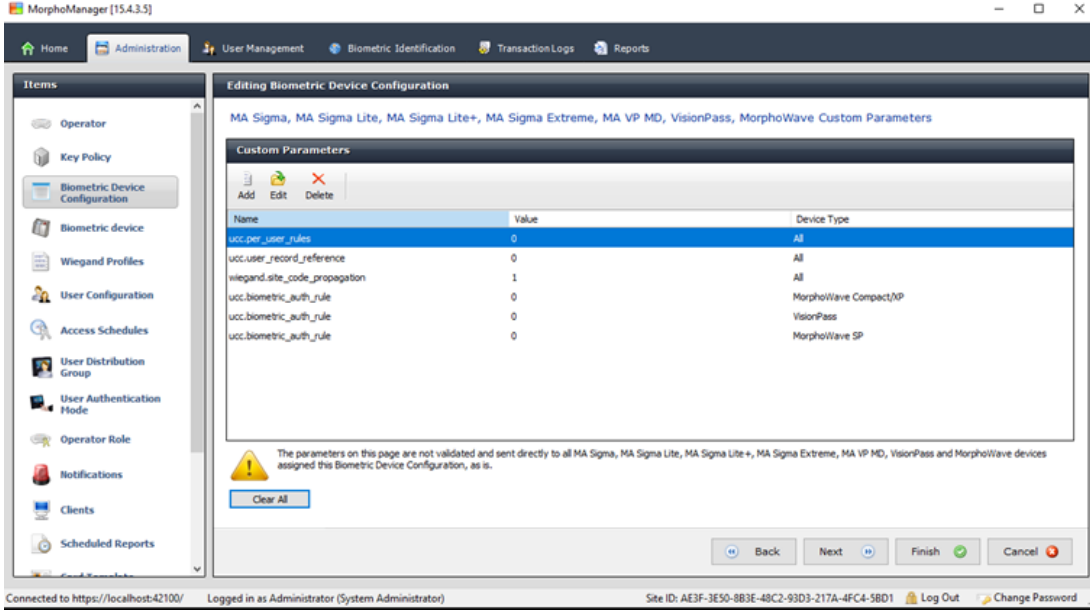 MorphoManager [15.4.3.5]
Home Administration User Management Biometric Identification Transaction Logs Reports
Items
Operator
Key Policy
Biometric Device
Configuration
Biometric device
Wiegand Profiles
User Configuration
Access Schedules
User Distribution
Group
User Authentication
Mode
Operator Role
Notifications
Clients
Scheduled Reports
Card Template
Editing Biometric Device Configuration
MA Sigma, MA Sigma Lite, MA Sigma Lite+, MA Sigma Extreme, MA VP MD, VisionPass, MorphoWave Custom Parameters
Custom Parameters
Add Edit Delete
Name Value Device Type
ucc.per_user_rules 0 All
ucc.user_record_reference 0 All
wiegand.site_code_propagation 1 All
ucc.biometric_auth_rule 0 MorphoWave Compact/XP
ucc.biometric_auth_rule 0 VisionPass
ucc.biometric_auth_rule 0 MorphoWave SP
The parameters on this page are not validated and sent directly to all MA Sigma, MA Sigma Lite, MA Sigma Lite+, MA Sigma Extreme, MA VP MD, VisionPass and MorphoWave devices
assigned this Biometric Device Configuration, as is.
Clear All
Back Next Finish Cancel
Connected to https://localhost:42100/ Logged in as Administrator (System Administrator) Site ID: AE3F-3E50-8B3E-48C2-93D3-217A-4FC4-5BD1 Log Out Change Password